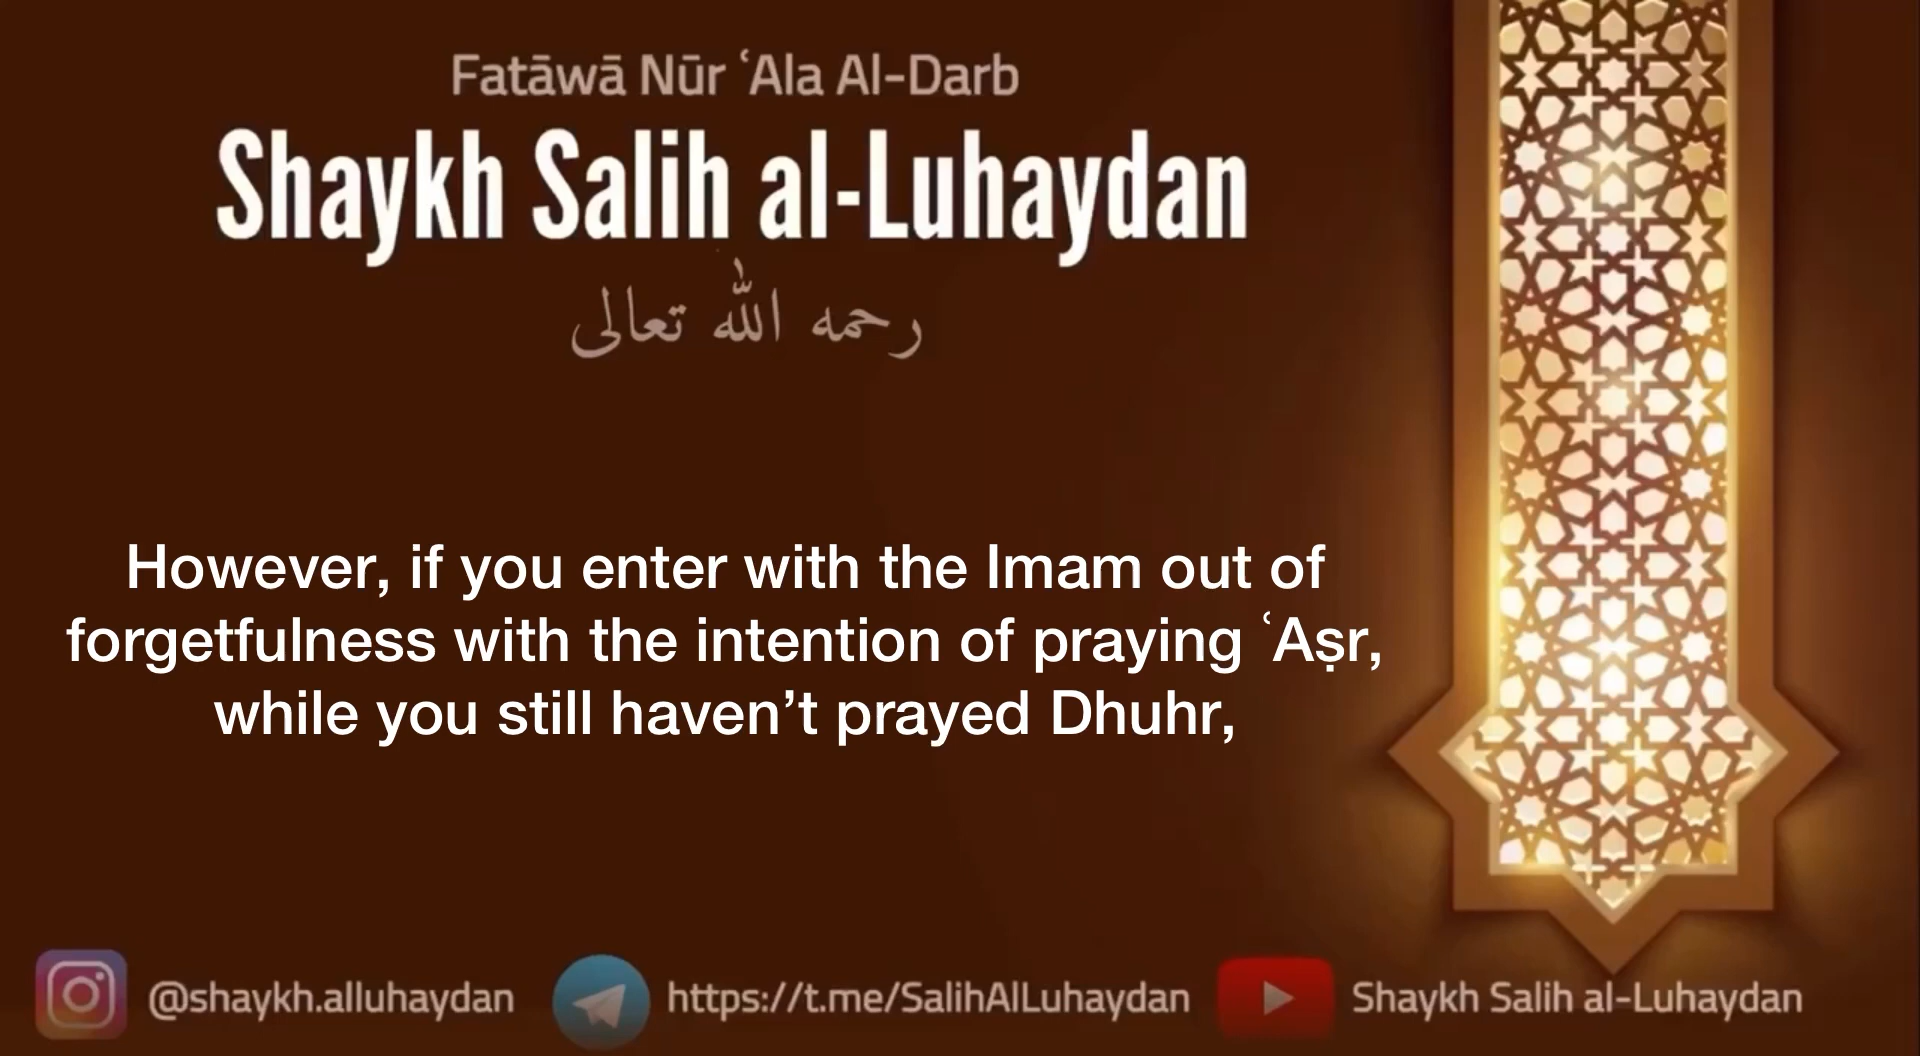 Fatāwā Nūr ʿAla Al-Darb
Shaykh Salih al-Luhaydan
رحمه الله تعالى
However, if you enter with the Imam out of
forgetfulness with the intention of praying ʿAṣr,
while you still haven’t prayed Dhuhr,
@shaykh.alluhaydan
https://t.me/SalihAlLuhaydan
Shaykh Salih al-Luhaydan